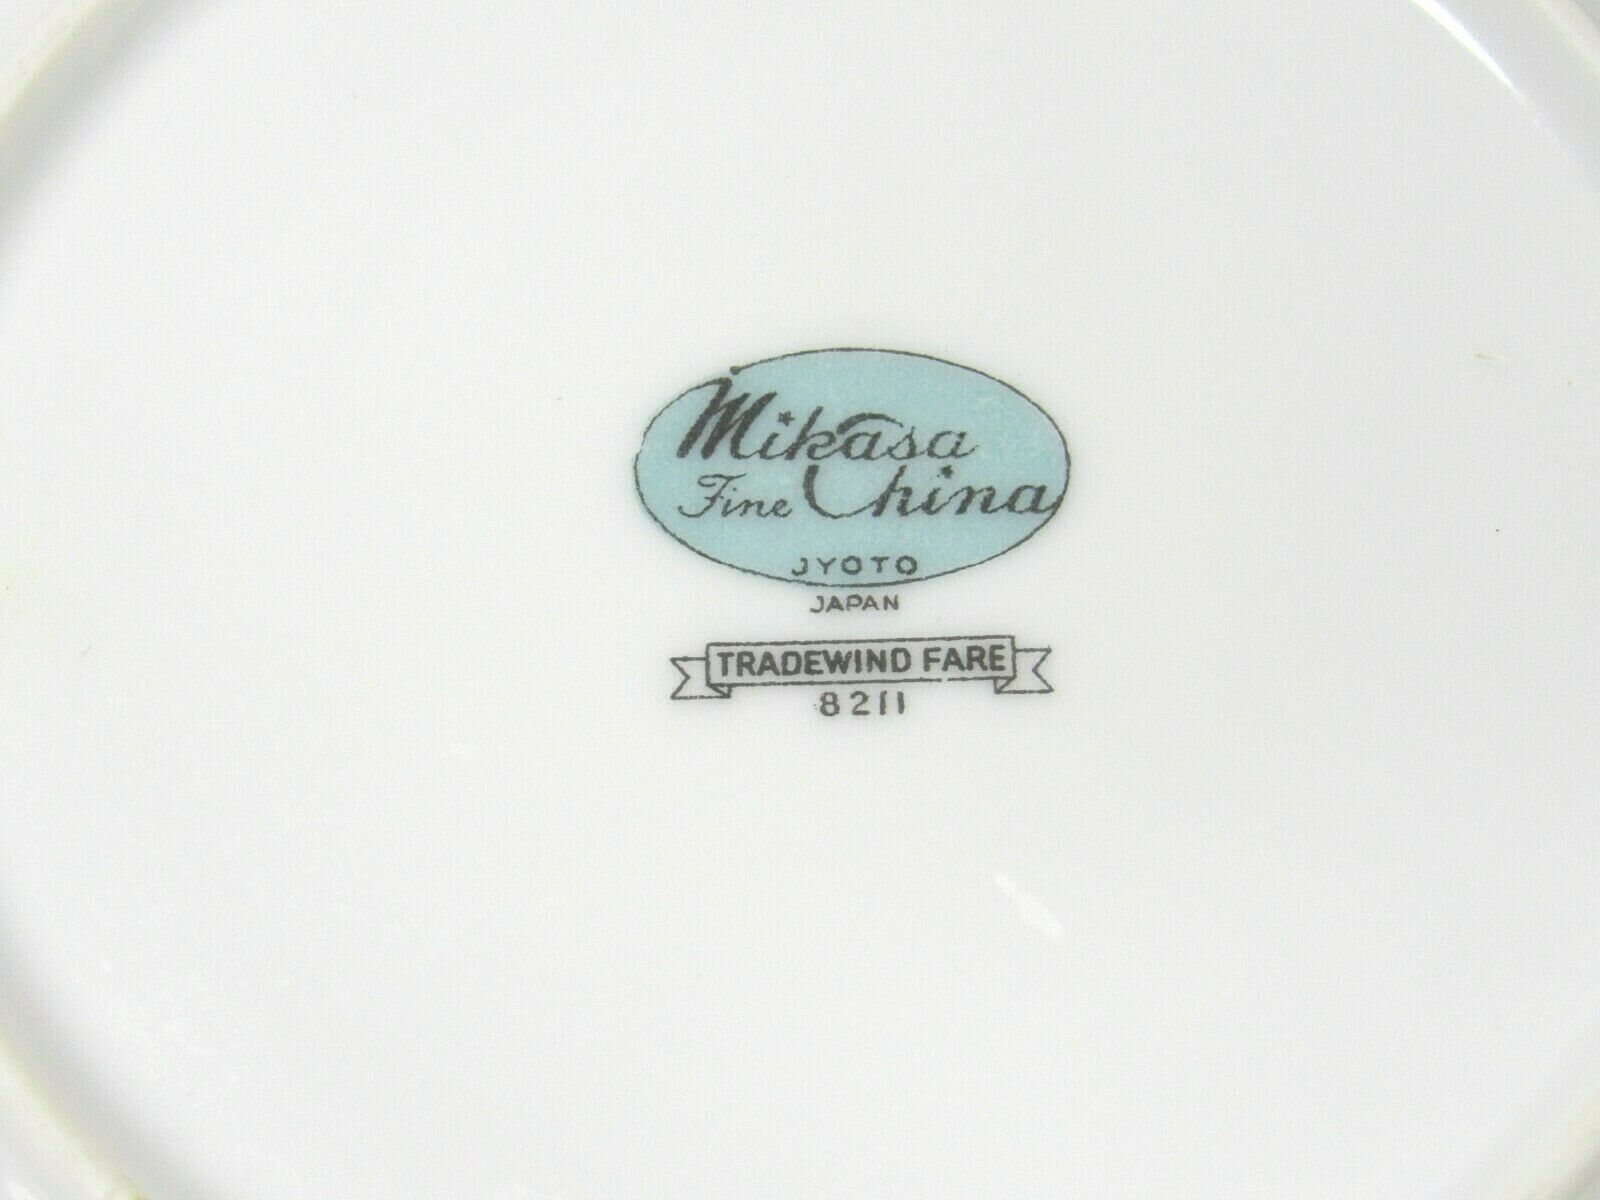 Mikasa
Fine China
JYOTO
JAPAN
TRADEWIND FARE
8211